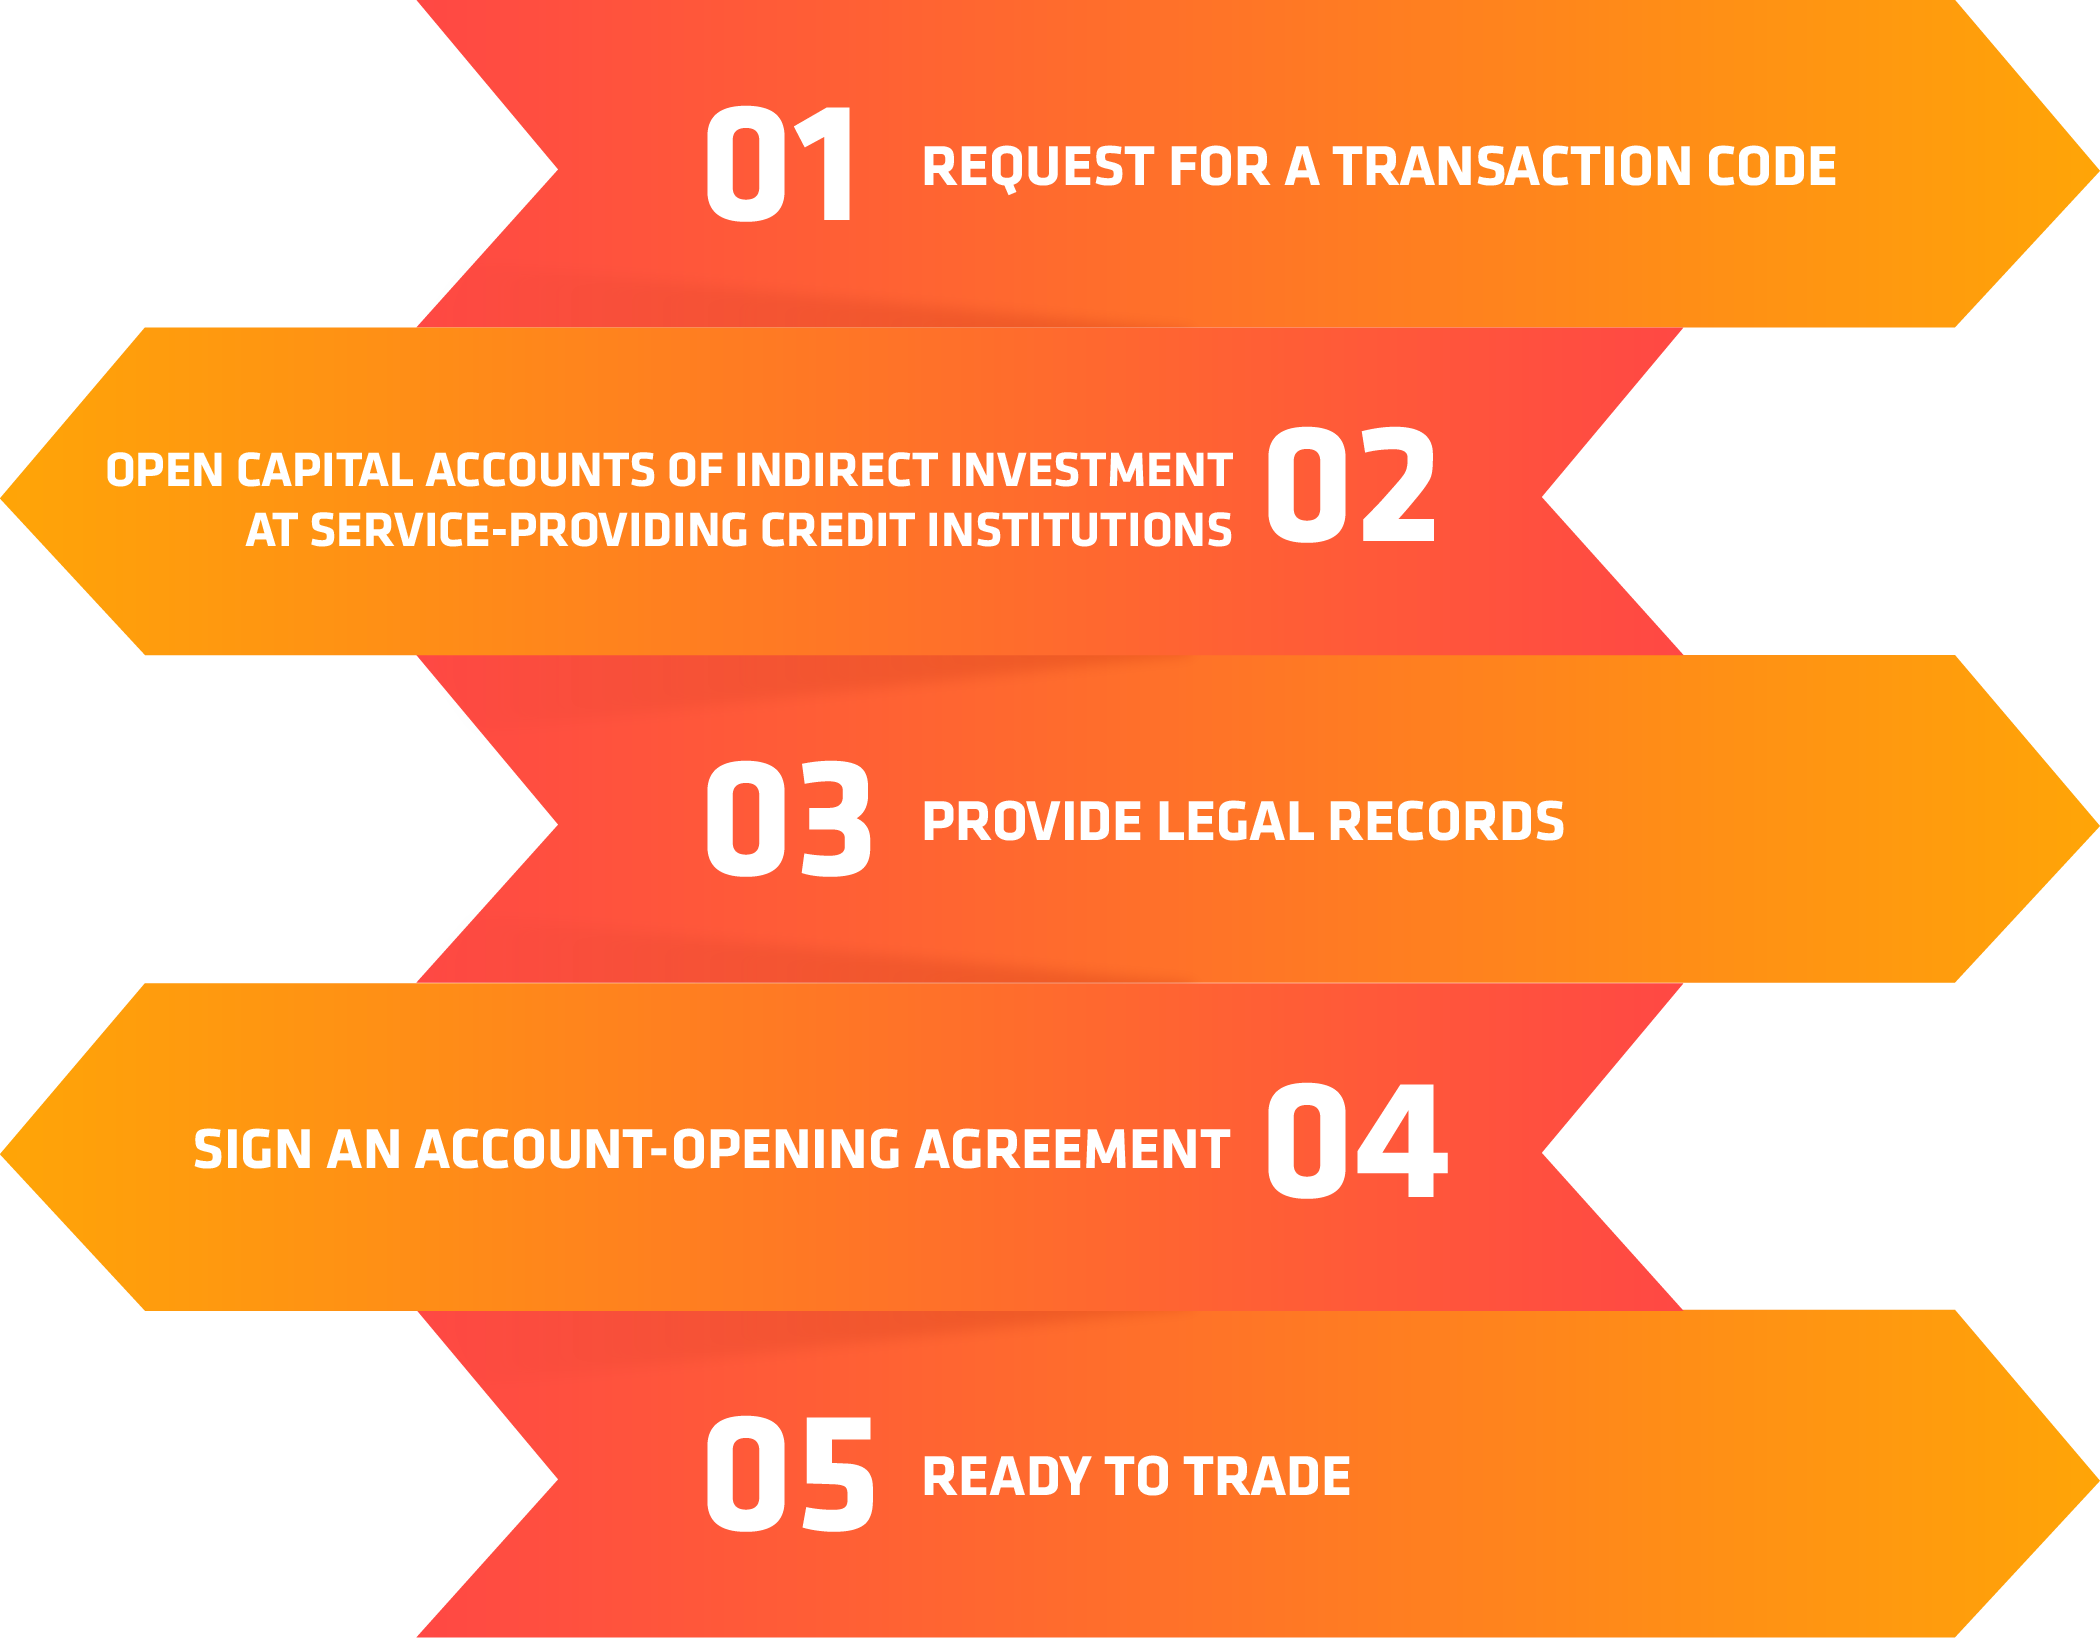 01 REQUEST FOR A TRANSACTION CODE
OPEN CAPITAL ACCOUNTS OF INDIRECT INVESTMENT
AT SERVICE-PROVIDING CREDIT INSTITUTIONS
02
03 PROVIDE LEGAL RECORDS
SIGN AN ACCOUNT-OPENING AGREEMENT 04
05 READY TO TRADE